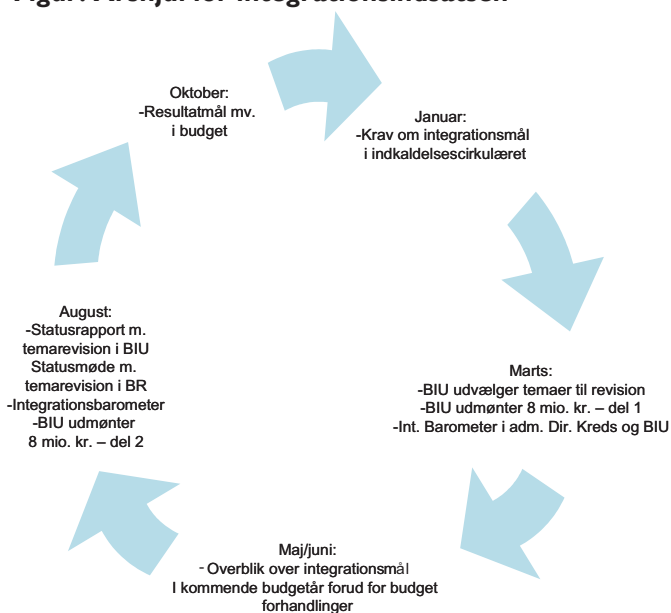 Januar:
-Krav om integrationsmål
i indkaldelsescirkulæret
Marts:
-BIU udvælger temaer til revision
-BIU udmønter 8 mio. kr. – del 1
-Int. Barometer i adm. Dir. Kreds og BIU
Maj/juni:
- Overblik over integrationsmål
I kommende budgetår forud for budget
forhandlinger
August:
-Statusrapport m.
temarevision i BIU
Statusmøde m.
temarevision i BR
-Integrationsbarometer
-BIU udmønter
8 mio. kr. – del 2
Oktober:
-Resultatmål mv.
i budget